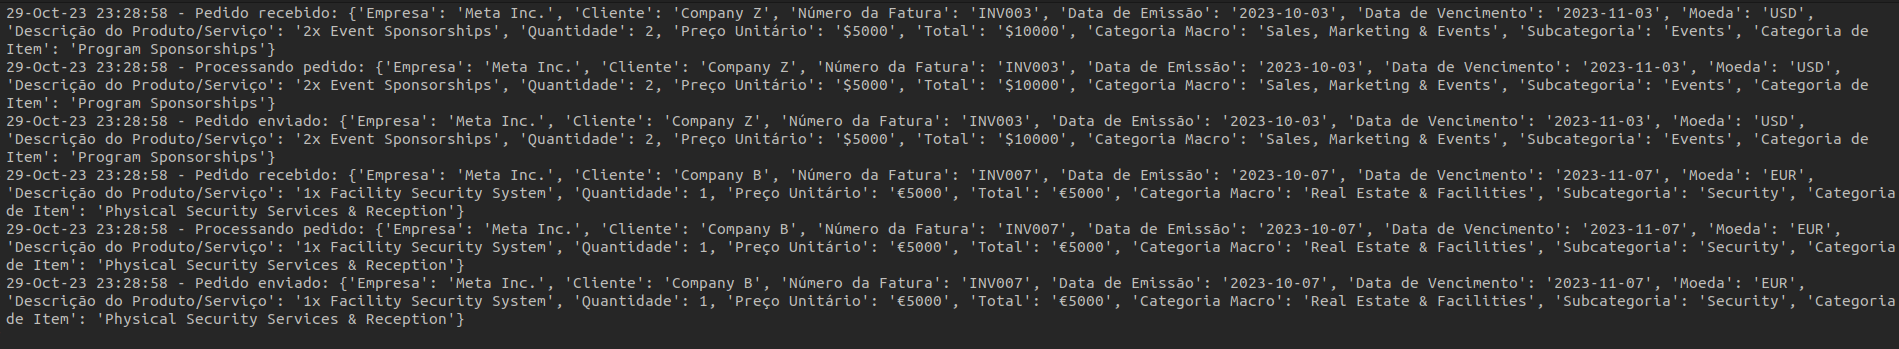 29-Oct-23 23:28:58 - Pedido recebido: {'Empresa': 'Meta Inc.', 'Cliente': 'Company Z', 'Número da Fatura': 'INV003', 'Data de Emissão': '2023-10-03', 'Data de Vencimento': '2023-11-03', 'Moeda': 'USD',
'Descrição do Produto/Serviço': '2x Event Sponsorships', 'Quantidade': 2, 'Preço Unitário': '$5000', 'Total': '$10000', 'Categoria Macro': 'Sales, Marketing & Events', 'Subcategoria': 'Events', 'Categoria de
Item': 'Program Sponsorships'}
29-Oct-23 23:28:58 - Processando pedido: {'Empresa': 'Meta Inc.', 'Cliente': 'Company Z', 'Número da Fatura': 'INV003', 'Data de Emissão': '2023-10-03', 'Data de Vencimento': '2023-11-03', 'Moeda': 'USD',
'Descrição do Produto/Serviço': '2x Event Sponsorships', 'Quantidade': 2, 'Preço Unitário': '$5000', 'Total': '$10000', 'Categoria Macro': 'Sales, Marketing & Events', 'Subcategoria': 'Events', 'Categoria de
Item': 'Program Sponsorships'}
29-Oct-23 23:28:58 - Pedido enviado: {'Empresa': 'Meta Inc.', 'Cliente': 'Company Z', 'Número da Fatura': 'INV003', 'Data de Emissão': '2023-10-03', 'Data de Vencimento': '2023-11-03', 'Moeda': 'USD',
'Descrição do Produto/Serviço': '2x Event Sponsorships', 'Quantidade': 2, 'Preço Unitário': '$5000', 'Total': '$10000', 'Categoria Macro': 'Sales, Marketing & Events', 'Subcategoria': 'Events', 'Categoria de
Item': 'Program Sponsorships'}
29-Oct-23 23:28:58 - Pedido recebido: {'Empresa': 'Meta Inc.', 'Cliente': 'Company B', 'Número da Fatura': 'INV007', 'Data de Emissão': '2023-10-07', 'Data de Vencimento': '2023-11-07', 'Moeda': 'EUR',
'Descrição do Produto/Serviço': '1x Facility Security System', 'Quantidade': 1, 'Preço Unitário': '€5000', 'Total': '€5000', 'Categoria Macro': 'Real Estate & Facilities', 'Subcategoria': 'Security', 'Categoria
de Item': 'Physical Security Services & Reception'}
29-Oct-23 23:28:58 - Processando pedido: {'Empresa': 'Meta Inc.', 'Cliente': 'Company B', 'Número da Fatura': 'INV007', 'Data de Emissão': '2023-10-07', 'Data de Vencimento': '2023-11-07', 'Moeda': 'EUR',
'Descrição do Produto/Serviço': '1x Facility Security System', 'Quantidade': 1, 'Preço Unitário': '€5000', 'Total': '€5000', 'Categoria Macro': 'Real Estate & Facilities', 'Subcategoria': 'Security', 'Categoria
de Item': 'Physical Security Services & Reception'}
29-Oct-23 23:28:58 - Pedido enviado: {'Empresa': 'Meta Inc.', 'Cliente': 'Company B', 'Número da Fatura': 'INV007', 'Data de Emissão': '2023-10-07', 'Data de Vencimento': '2023-11-07', 'Moeda': 'EUR',
'Descrição do Produto/Serviço': '1x Facility Security System', 'Quantidade': 1, 'Preço Unitário': '€5000', 'Total': '€5000', 'Categoria Macro': 'Real Estate & Facilities', 'Subcategoria': 'Security', 'Categoria
de Item': 'Physical Security Services & Reception'}